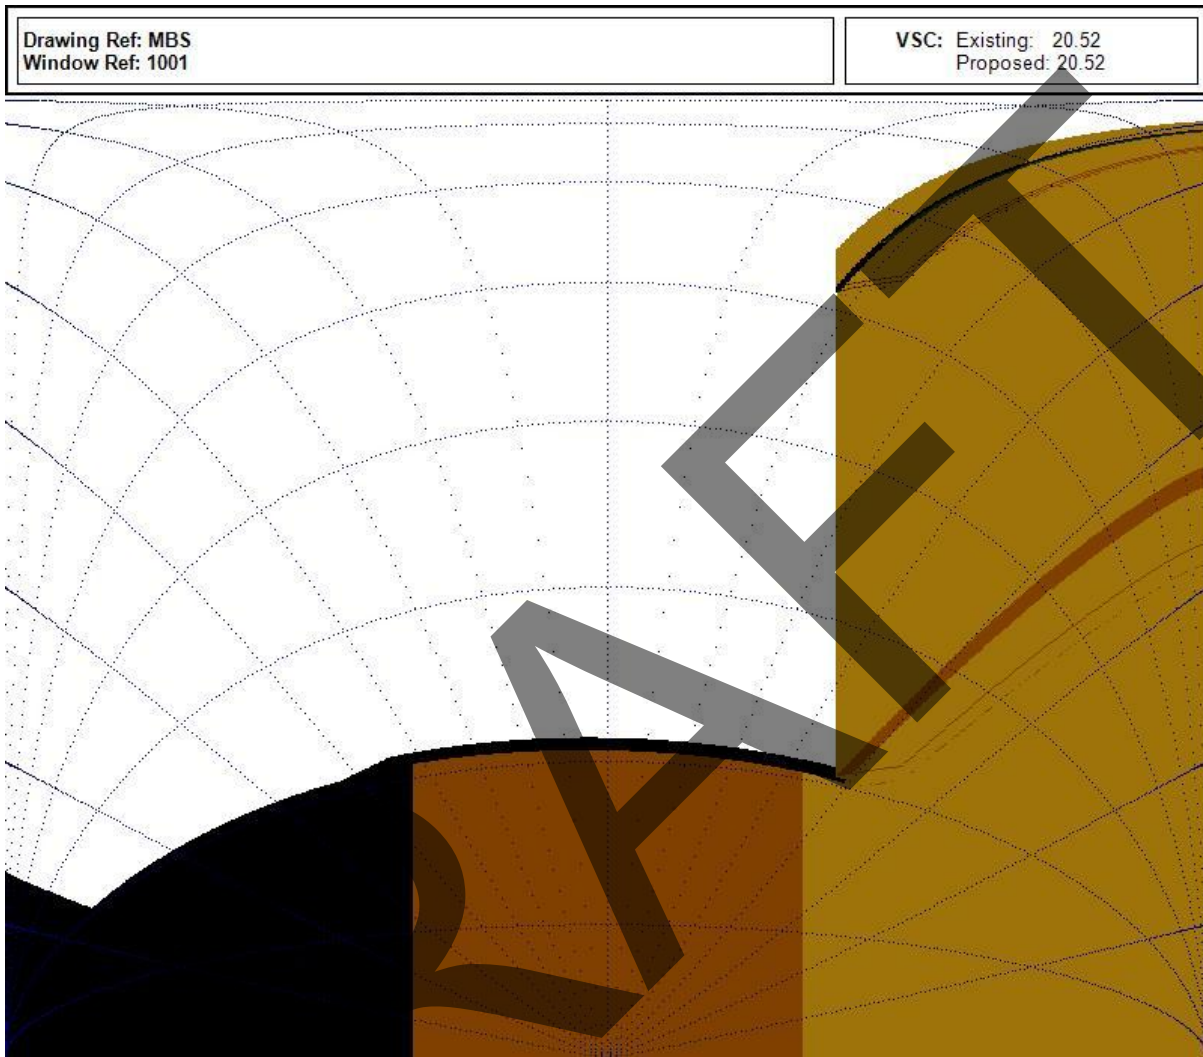 Drawing Ref: MBS
Window Ref: 1001
VSC: Existing: 20.52
Proposed: 20.52
DRAFT